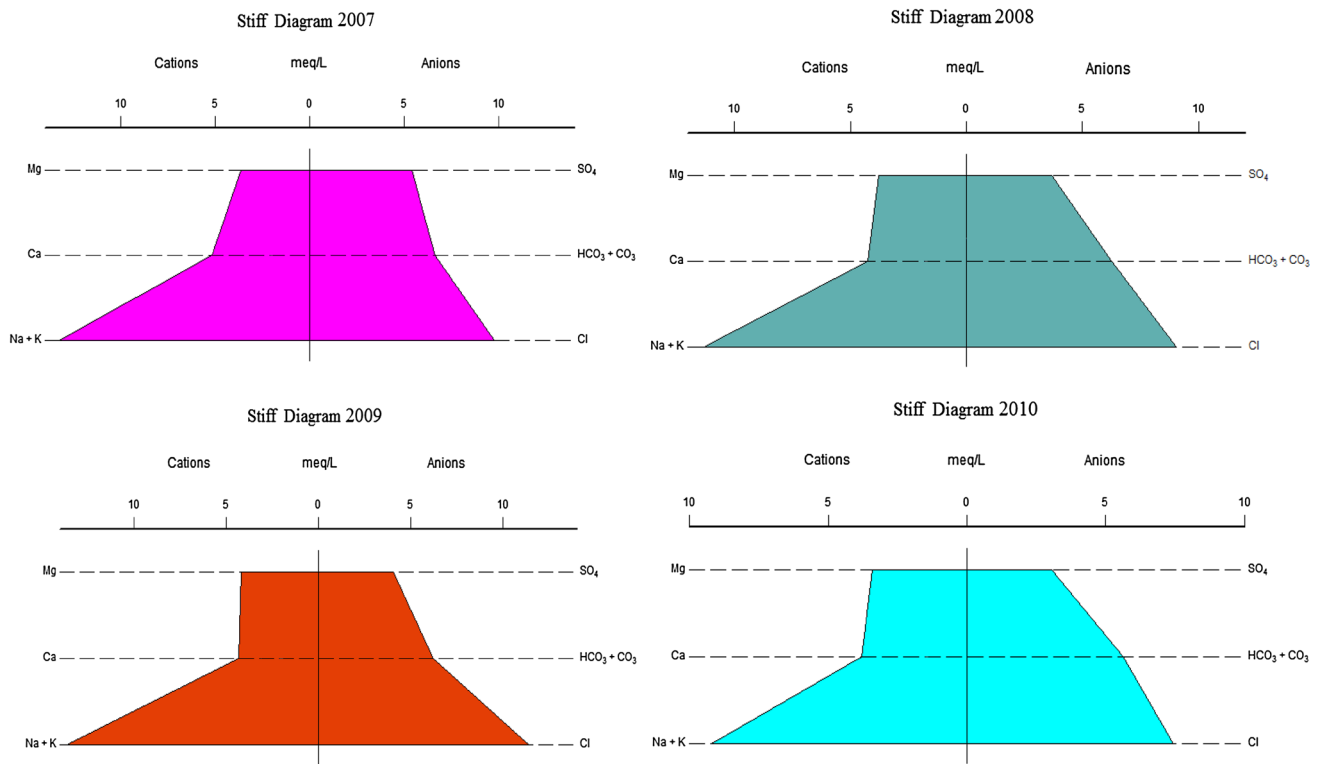 Stiff Diagram 2007
Cations meq/L Anions
10 5 0 5 10
Mg SO₄
Ca HCO₃ + CO₃
Na + K Cl
Stiff Diagram 2008
Cations meq/L Anions
10 5 0 5 10
Mg SO₄
Ca HCO₃ + CO₃
Na + K Cl
Stiff Diagram 2009
Cations meq/L Anions
10 5 0 5 10
Mg SO₄
Ca HCO₃ + CO₃
Na + K Cl
Stiff Diagram 2010
Cations meq/L Anions
10 5 0 5 10
Mg SO₄
Ca HCO₃ + CO₃
Na + K Cl